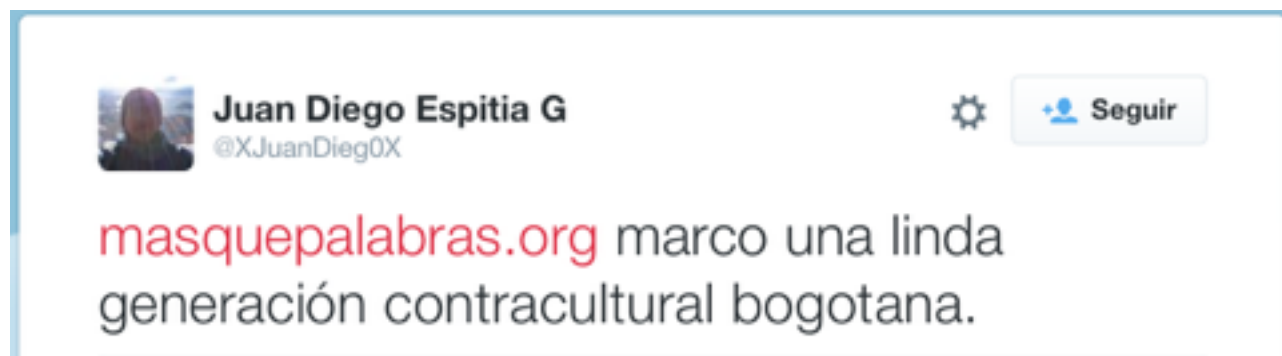 Juan Diego Espitia G
@XJuanDieg0X
Seguir
masquepalabras.org marco una linda
generación contracultural bogotana.